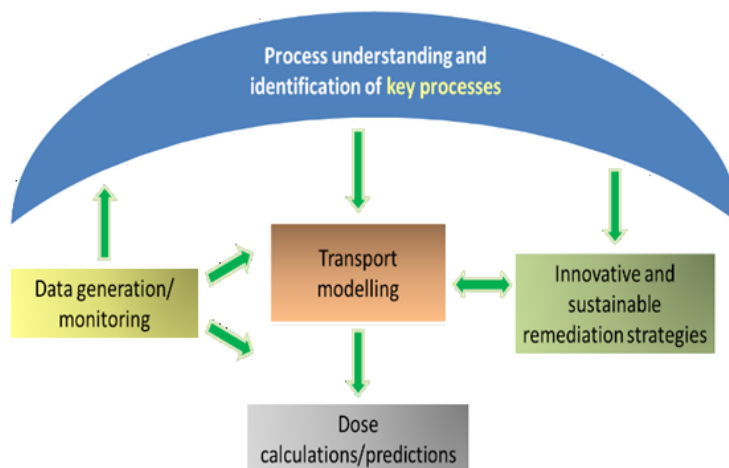 Process understanding and
identification of key processes
Data generation/
monitoring
Transport
modelling
Innovative and
sustainable
remediation strategies
Dose
calculations/predictions